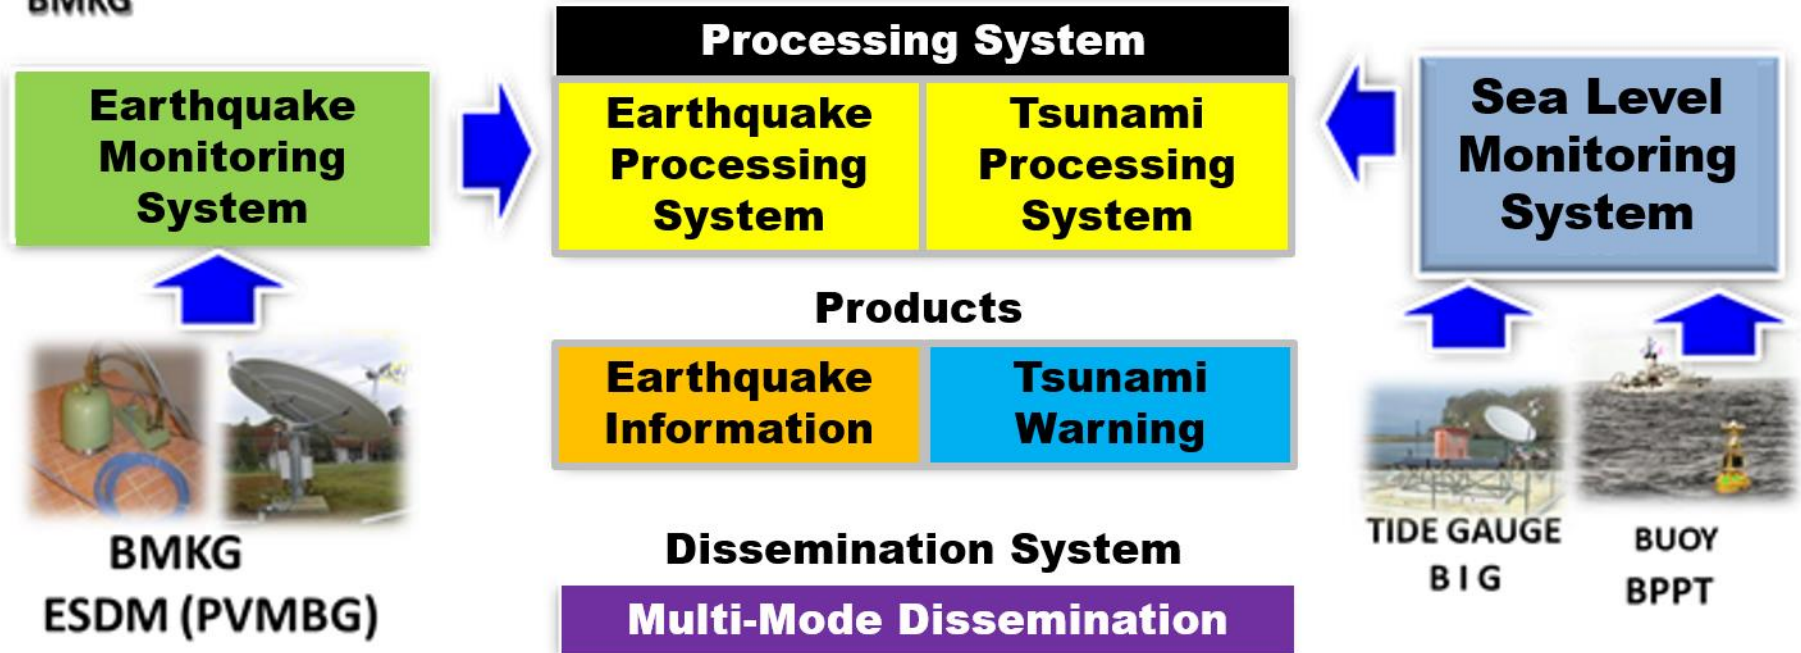 BMKG
Processing System
Earthquake
Monitoring
System
Earthquake
Processing
System
Tsunami
Processing
System
Sea Level
Monitoring
System
Products
Earthquake
Information
Tsunami
Warning
BMKG
ESDM (PVMBG)
TIDE GAUGE
B I G
BUOY
BPPT
Dissemination System
Multi-Mode Dissemination